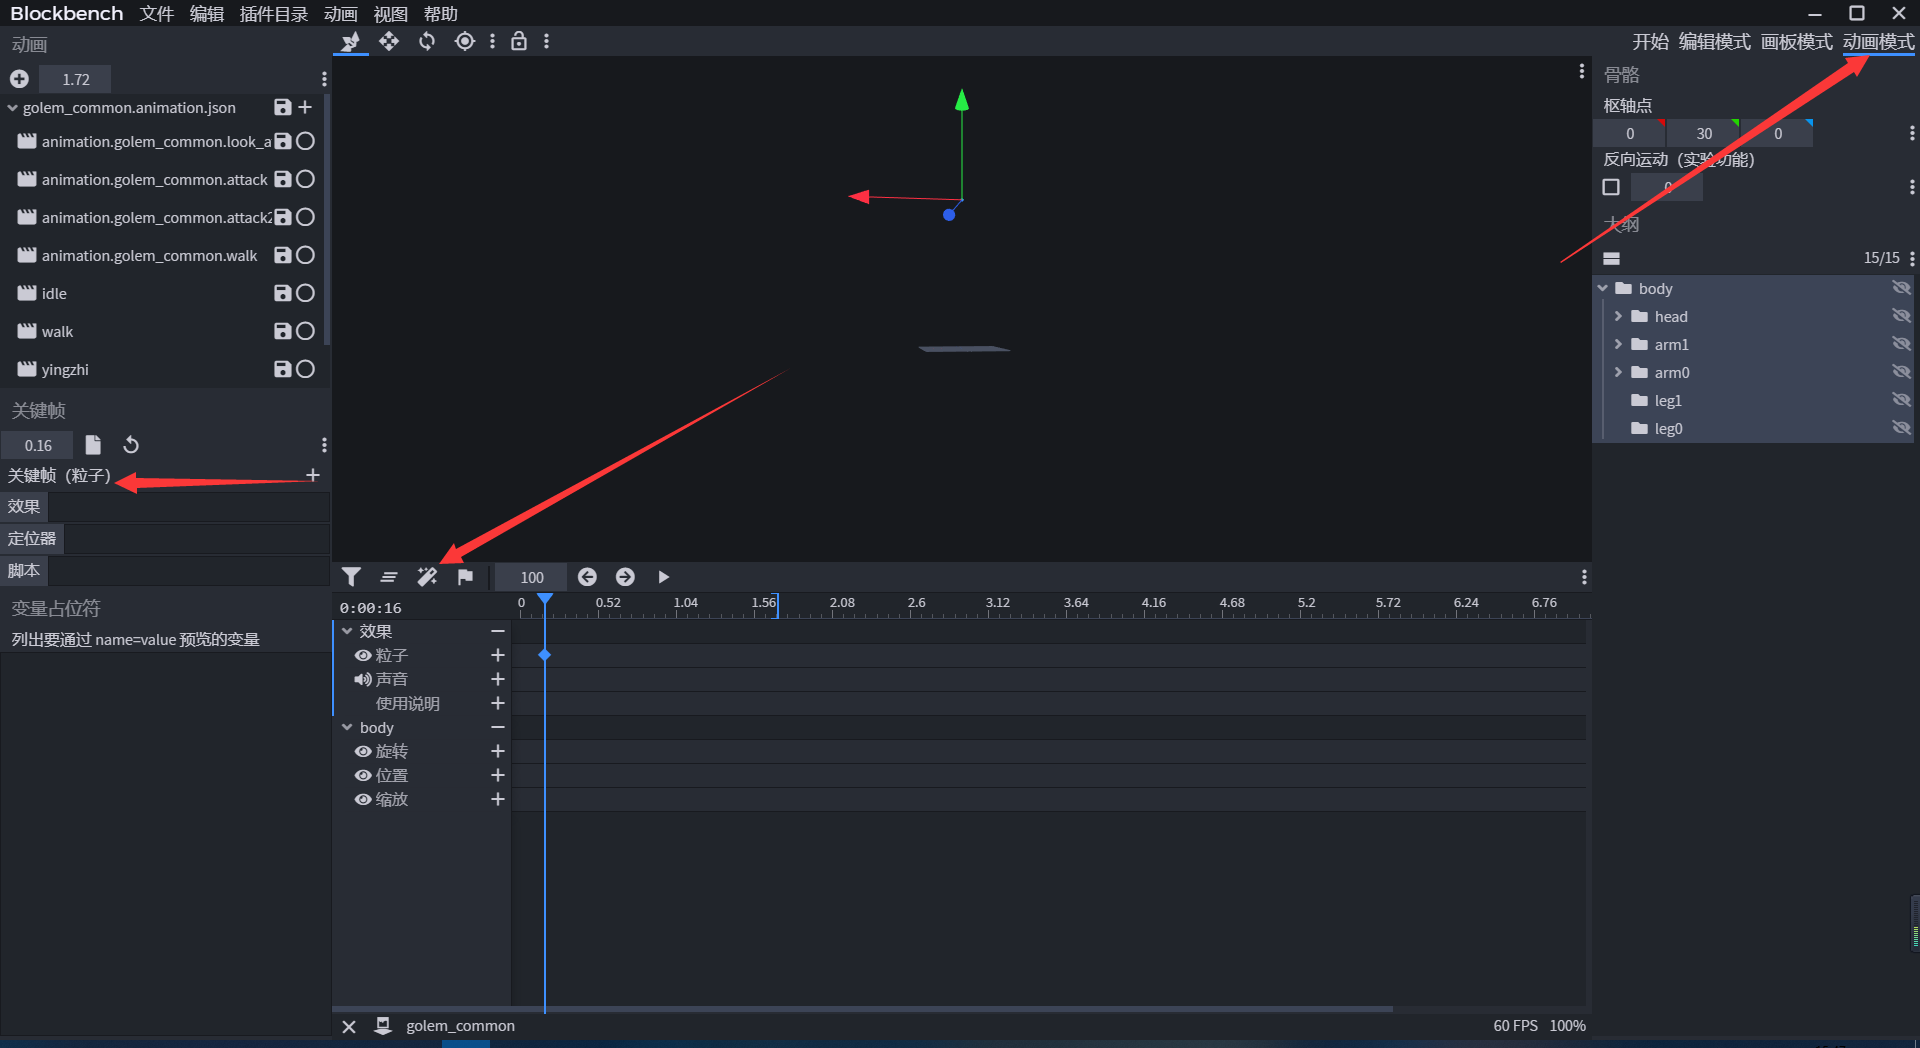 Blockbench 文件 编辑 插件目录 动画 视图 帮助
动画
开始 编辑模式 画板模式 动画模式
1.72
golem_common.animation.json
animation.golem_common.look_a
animation.golem_common.attack
animation.golem_common.attack2
animation.golem_common.walk
idle
walk
yingzhi
关键帧
0.16
关键帧（粒子）
效果
定位器
脚本
变量占位符
列出要通过 name=value 预览的变量
骨骼
枢轴点
0 30 0
反向运动（实验功能）
0
大纲
15/15
body
head
arm1
arm0
leg1
leg0
100
0:00:16
0 0.52 1.04 1.56 2.08 2.6 3.12 3.64 4.16 4.68 5.2 5.72 6.24 6.76
效果
粒子
声音
使用说明
body
旋转
位置
缩放
golem_common
60 FPS 100%